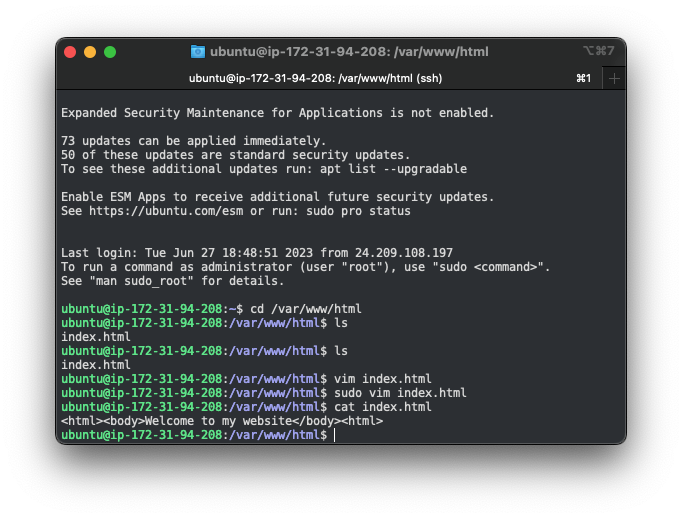 ubuntu@ip-172-31-94-208: /var/www/html
⌥⌘7
ubuntu@ip-172-31-94-208: /var/www/html (ssh)
⌘1
+
Expanded Security Maintenance for Applications is not enabled.
73 updates can be applied immediately.
50 of these updates are standard security updates.
To see these additional updates run: apt list --upgradable
Enable ESM Apps to receive additional future security updates.
See https://ubuntu.com/esm or run: sudo pro status
Last login: Tue Jun 27 18:48:51 2023 from 24.209.108.197
To run a command as administrator (user "root"), use "sudo <command>".
See "man sudo_root" for details.
ubuntu@ip-172-31-94-208:~$ cd /var/www/html
ubuntu@ip-172-31-94-208:/var/www/html$ ls
index.html
ubuntu@ip-172-31-94-208:/var/www/html$ ls
index.html
ubuntu@ip-172-31-94-208:/var/www/html$ vim index.html
ubuntu@ip-172-31-94-208:/var/www/html$ sudo vim index.html
ubuntu@ip-172-31-94-208:/var/www/html$ cat index.html
<html><body>Welcome to my website</body><html>
ubuntu@ip-172-31-94-208:/var/www/html$